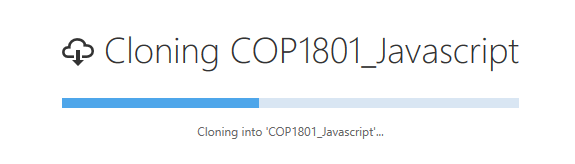 Cloning COP1801_Javascript
Cloning into 'COP1801_Javascript'...